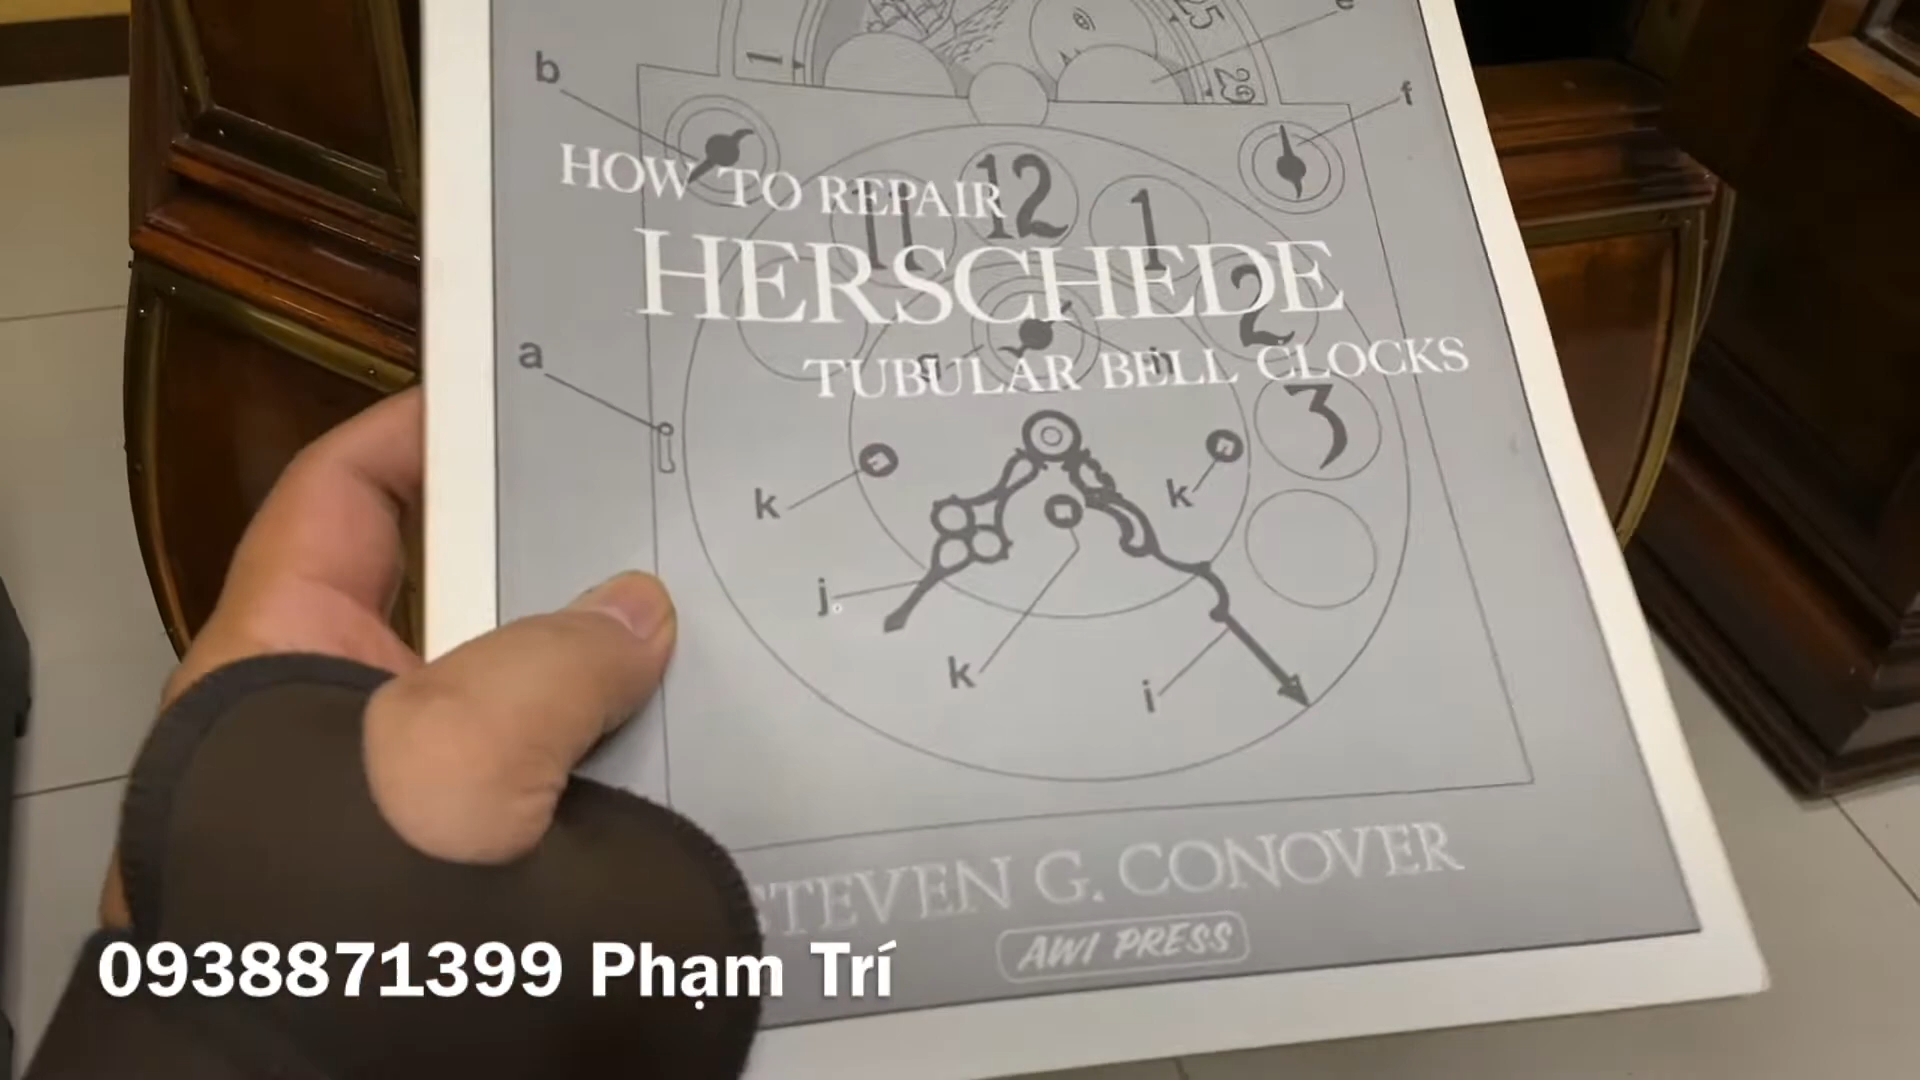 e
25
1
29
b
f
12
HOW TO REPAIR
11
1
HERSCHEDE
2
a
g
h
TUBULAR BELL CLOCKS
3
k
k
j
k
i
STEVEN G. CONOVER
AWI PRESS
0938871399 Phạm Trí